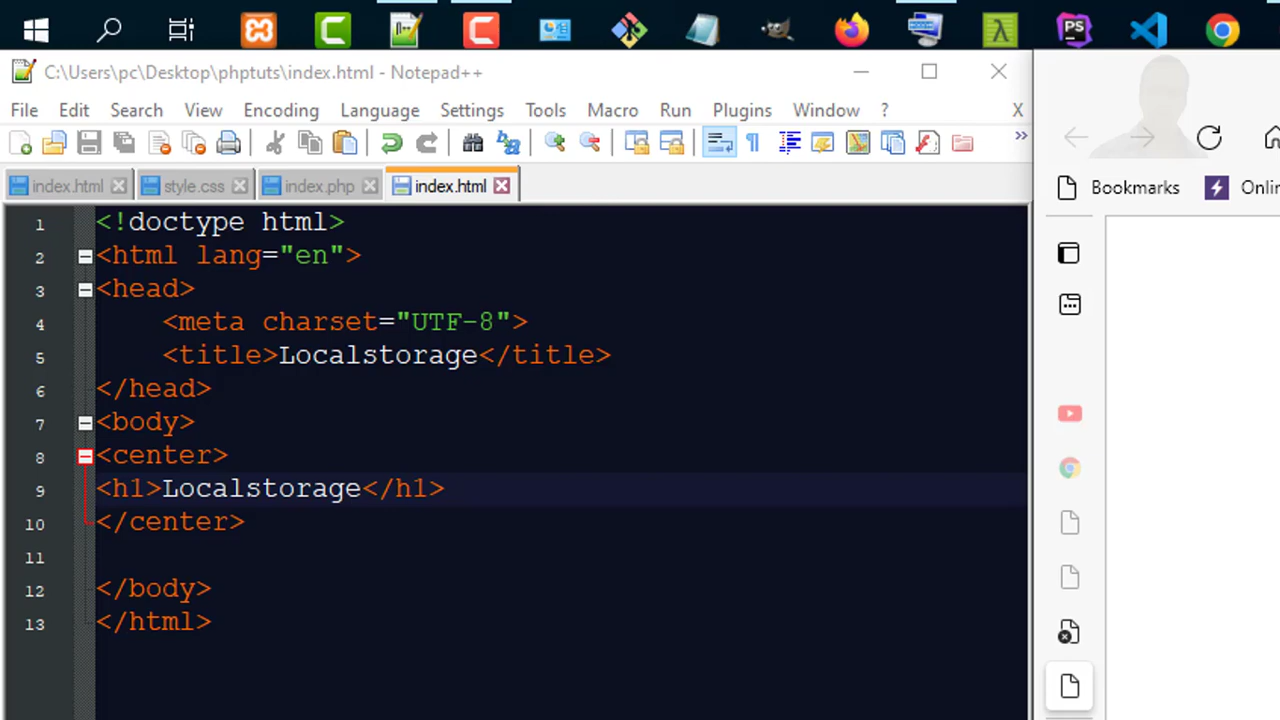 PS
C:\Users\pc\Desktop\phptuts\index.html - Notepad++
File Edit Search View Encoding Language Settings Tools Macro Run Plugins Window ? X
index.html style.css index.php index.html
1 <!doctype html>
2 <html lang="en">
3 <head>
4 <meta charset="UTF-8">
5 <title>Localstorage</title>
6 </head>
7 <body>
8 <center>
9 <h1>Localstorage</h1>
10 </center>
11
12 </body>
13 </html>
Bookmarks Onlin